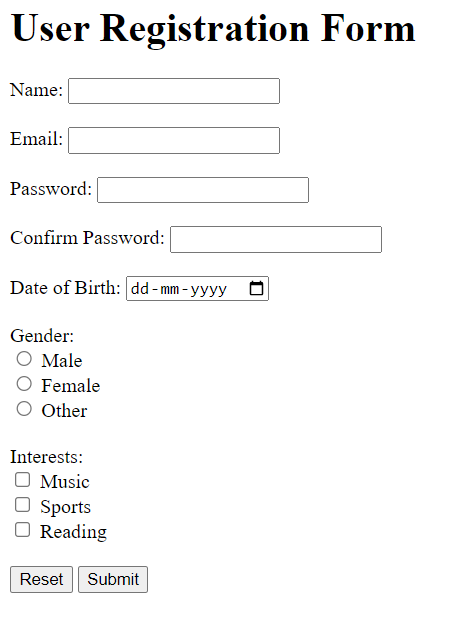 User Registration Form
Name:
Email:
Password:
Confirm Password:
Date of Birth: dd-mm-yyyy
Gender:
Male
Female
Other
Interests:
Music
Sports
Reading
Reset Submit